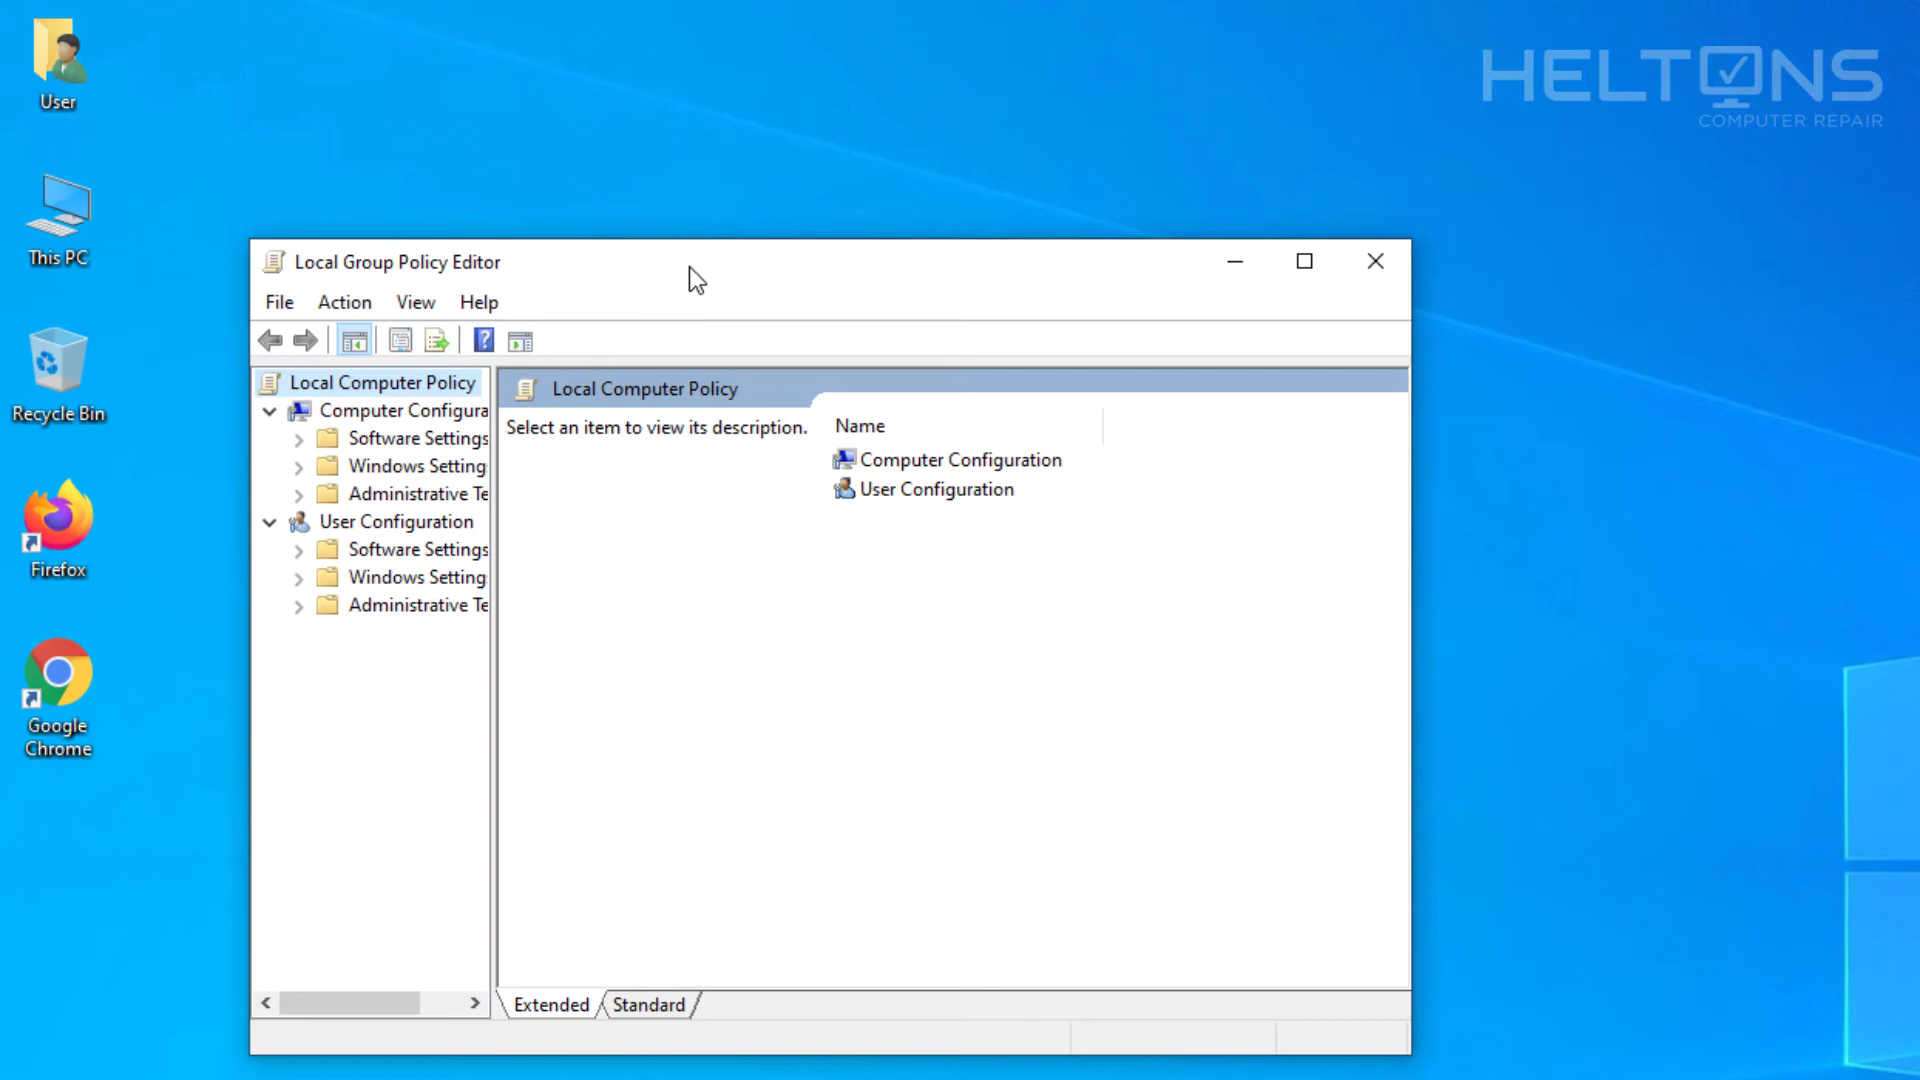 User
This PC
Recycle Bin
Firefox
Google
Chrome
HELTONS
COMPUTER REPAIR
Local Group Policy Editor
File Action View Help
Local Computer Policy
Computer Configura
Software Settings
Windows Setting
Administrative Te
User Configuration
Software Settings
Windows Setting
Administrative Te
Local Computer Policy
Select an item to view its description.
Name
Computer Configuration
User Configuration
Extended Standard